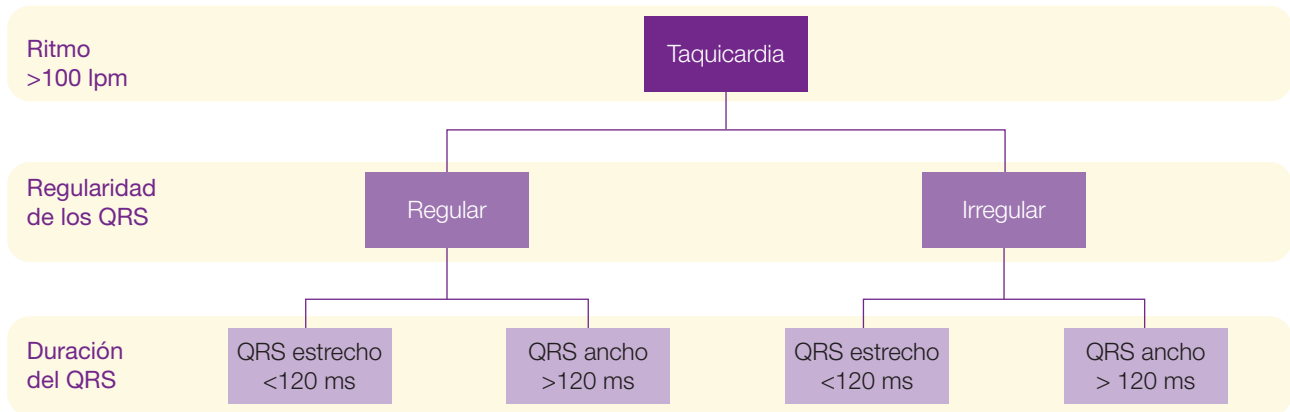 Ritmo
>100 lpm
Taquicardia
Regularidad
de los QRS
Regular
Irregular
Duración
del QRS
QRS estrecho
<120 ms
QRS ancho
>120 ms
QRS estrecho
<120 ms
QRS ancho
> 120 ms